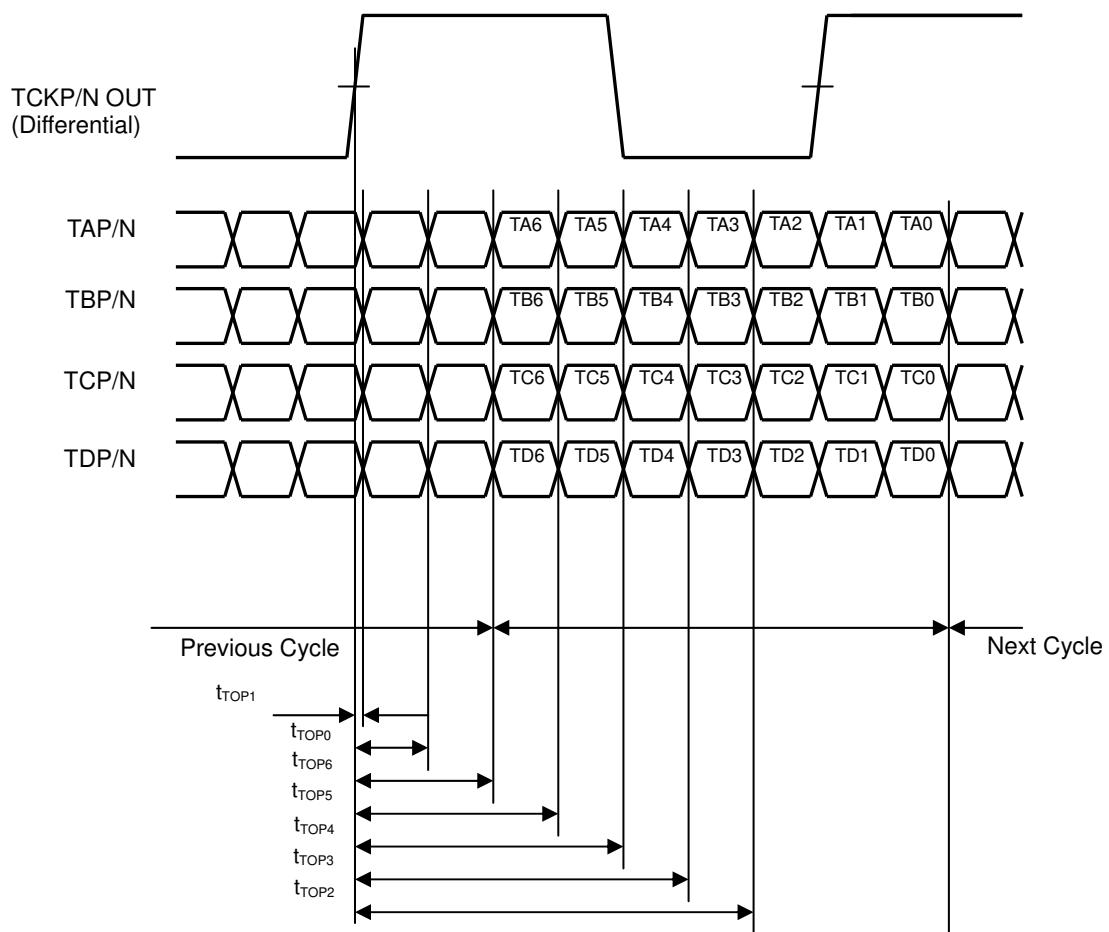 TCKP/N OUT
(Differential)
TAP/N
TA6 TA5 TA4 TA3 TA2 TA1 TA0
TBP/N
TB6 TB5 TB4 TB3 TB2 TB1 TB0
TCP/N
TC6 TC5 TC4 TC3 TC2 TC1 TC0
TDP/N
TD6 TD5 TD4 TD3 TD2 TD1 TD0
Previous Cycle
Next Cycle
tTOP1
tTOP0
tTOP6
tTOP5
tTOP4
tTOP3
tTOP2